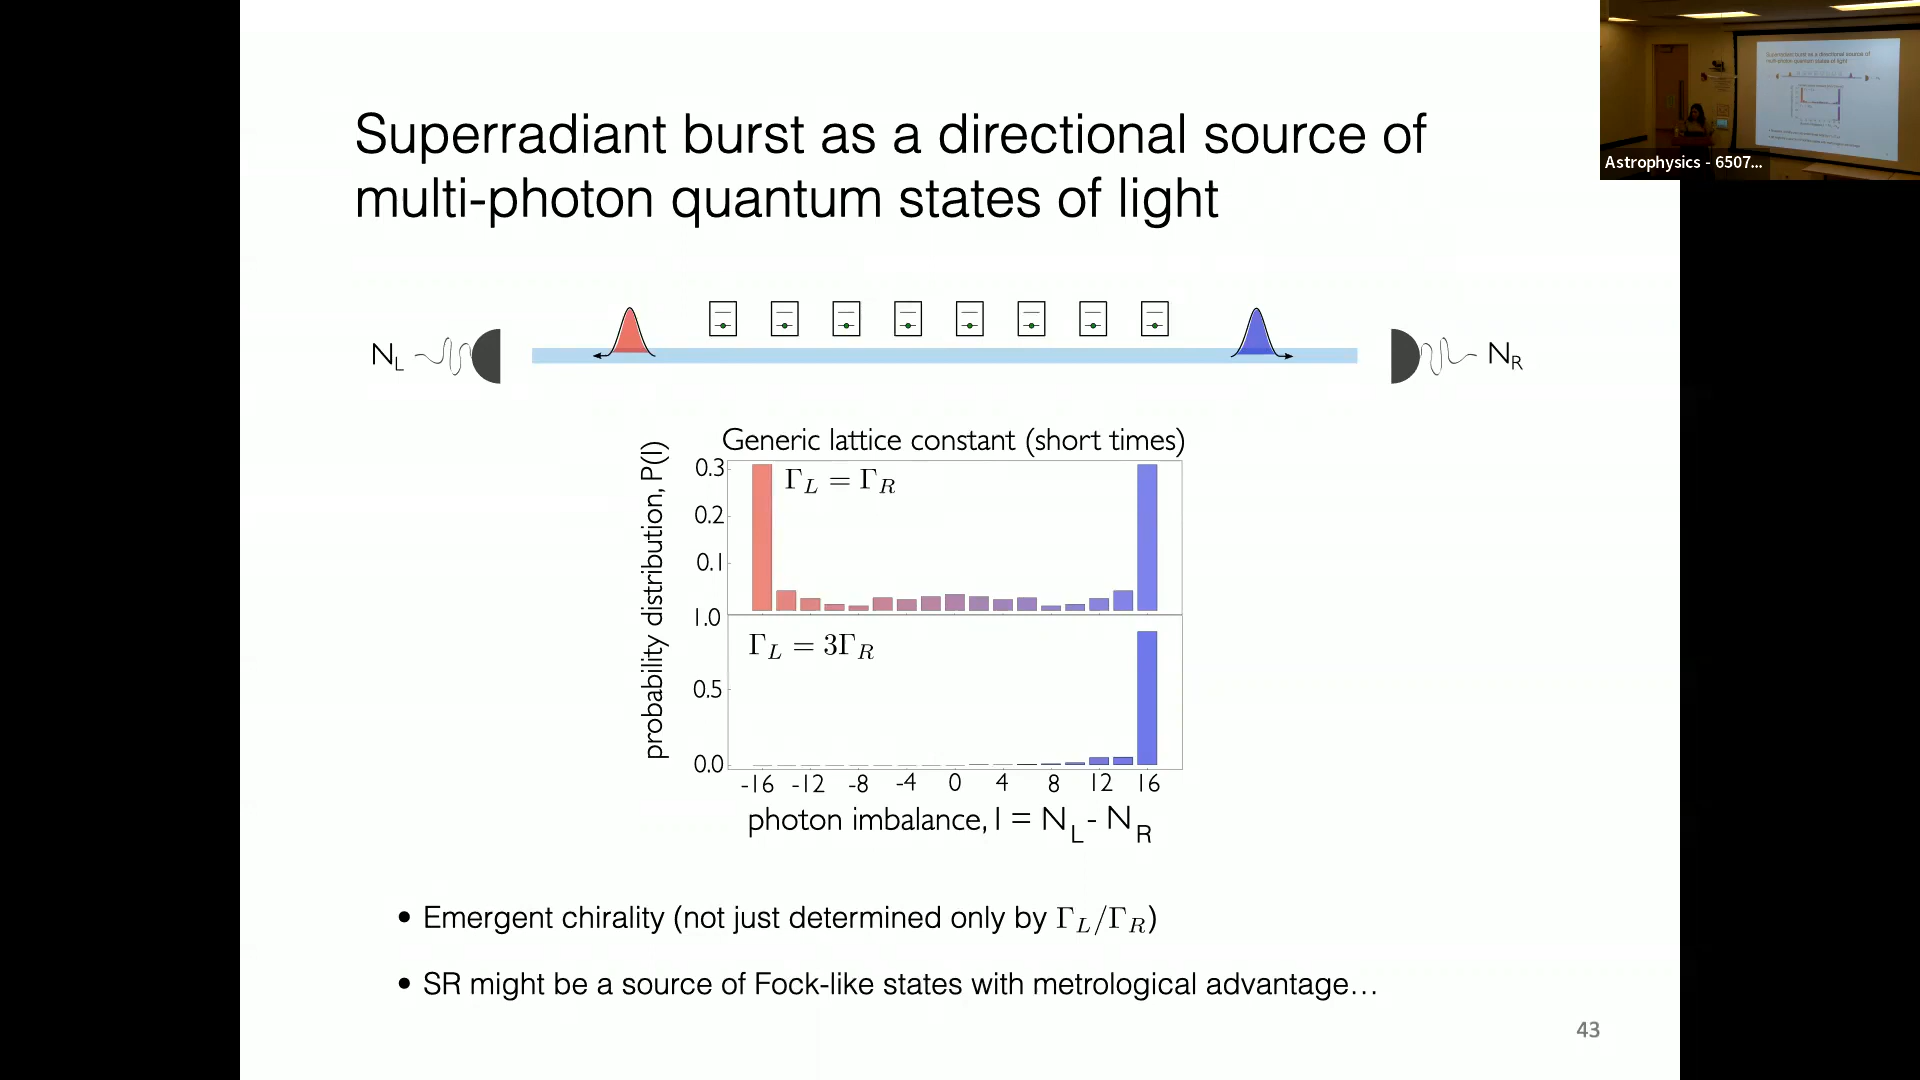 Superradiant burst as a directional source of
multi-photon quantum states of light
Astrophysics - 6507...
N_L
N_R
Generic lattice constant (short times)
probability distribution, P(I)
0.3
Γ_L = Γ_R
0.2
0.1
1.0
Γ_L = 3Γ_R
0.5
0.0
-16 -12 -8 -4 0 4 8 12 16
photon imbalance, I = N_L - N_R
• Emergent chirality (not just determined only by Γ_L/Γ_R)
• SR might be a source of Fock-like states with metrological advantage...
43